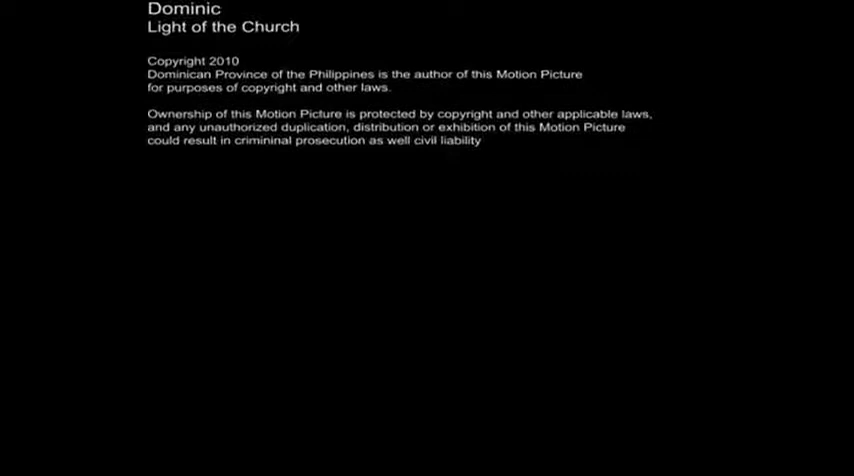 Dominic
Light of the Church
Copyright 2010
Dominican Province of the Philippines is the author of this Motion Picture
for purposes of copyright and other laws.
Ownership of this Motion Picture is protected by copyright and other applicable laws,
and any unauthorized duplication, distribution or exhibition of this Motion Picture
could result in crimininal prosecution as well civil liability